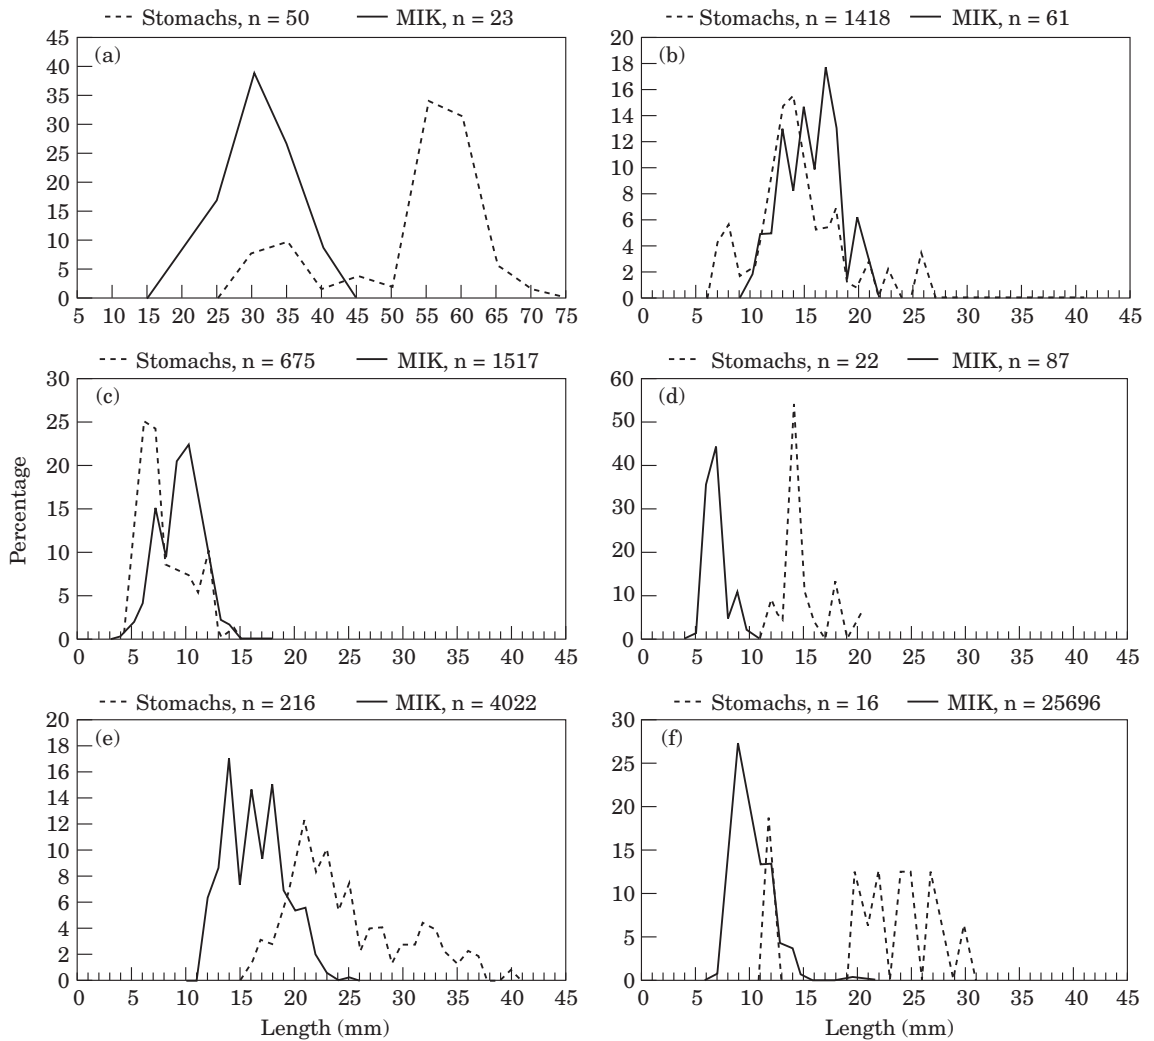 Stomachs, n = 50 MIK, n = 23
(a)
45
40
35
30
25
20
15
10
5
0
5 10 15 20 25 30 35 40 45 50 55 60 65 70 75
Stomachs, n = 1418 MIK, n = 61
(b)
20
18
16
14
12
10
8
6
4
2
0
0 5 10 15 20 25 30 35 40 45
Stomachs, n = 675 MIK, n = 1517
(c)
30
25
20
15
10
5
0
0 5 10 15 20 25 30 35 40 45
Percentage
Stomachs, n = 22 MIK, n = 87
(d)
60
50
40
30
20
10
0
0 5 10 15 20 25 30 35 40 45
Stomachs, n = 216 MIK, n = 4022
(e)
20
18
16
14
12
10
8
6
4
2
0
0 5 10 15 20 25 30 35 40 45
Length (mm)
Stomachs, n = 16 MIK, n = 25696
(f)
30
25
20
15
10
5
0
0 5 10 15 20 25 30 35 40 45
Length (mm)